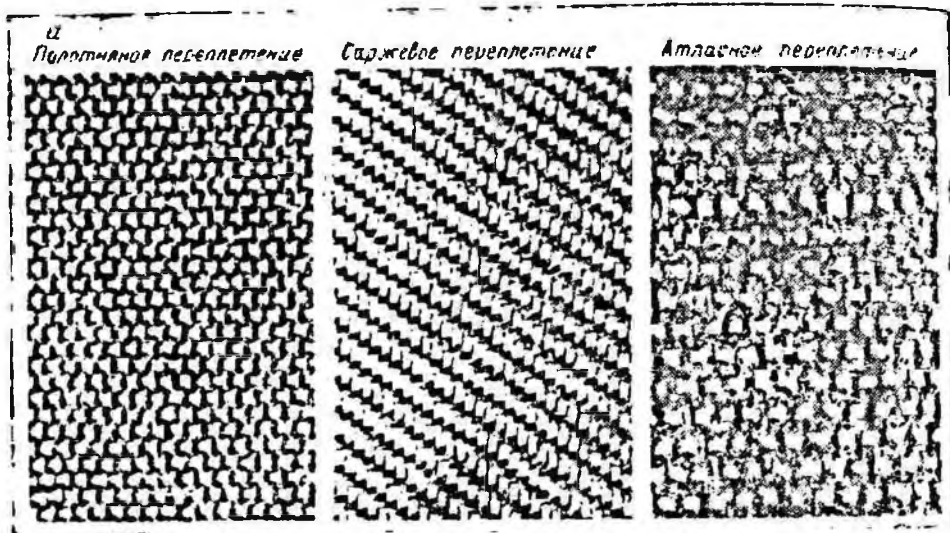 а
Полотняное переплетение
Саржевое переплетение
Атласное переплетение